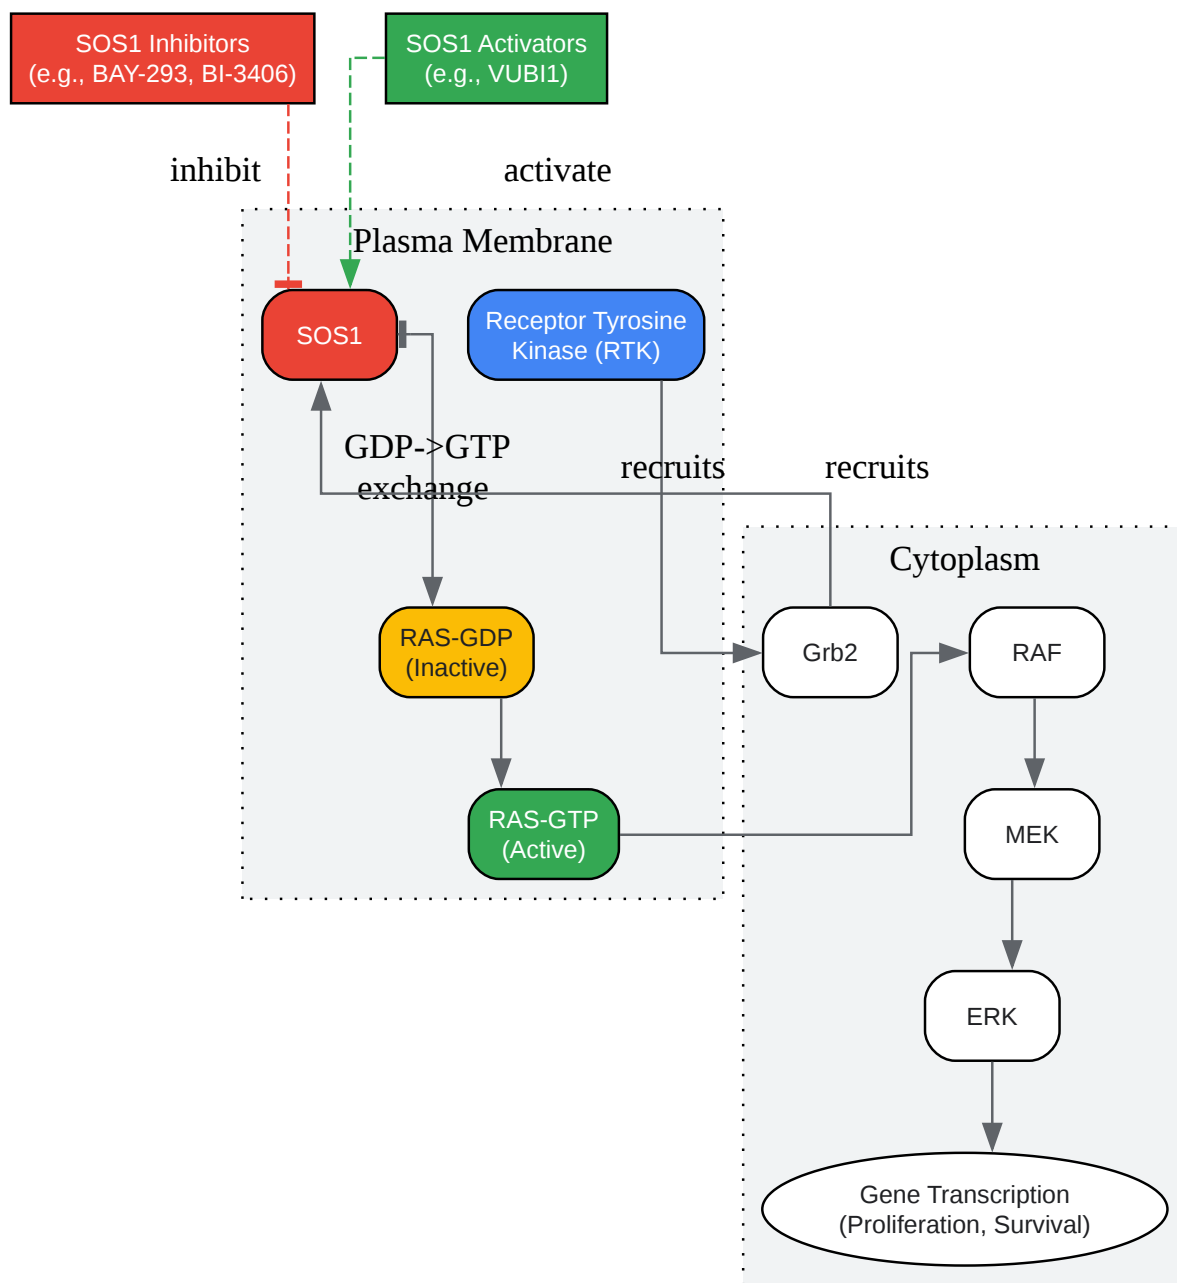 SOS1 Inhibitors
(e.g., BAY-293, BI-3406)
SOS1 Activators
(e.g., VUBI1)
inhibit
activate
Plasma Membrane
SOS1
Receptor Tyrosine
Kinase (RTK)
GDP->GTP
exchange
recruits
recruits
Cytoplasm
RAS-GDP
(Inactive)
Grb2
RAF
RAS-GTP
(Active)
MEK
ERK
Gene Transcription
(Proliferation, Survival)